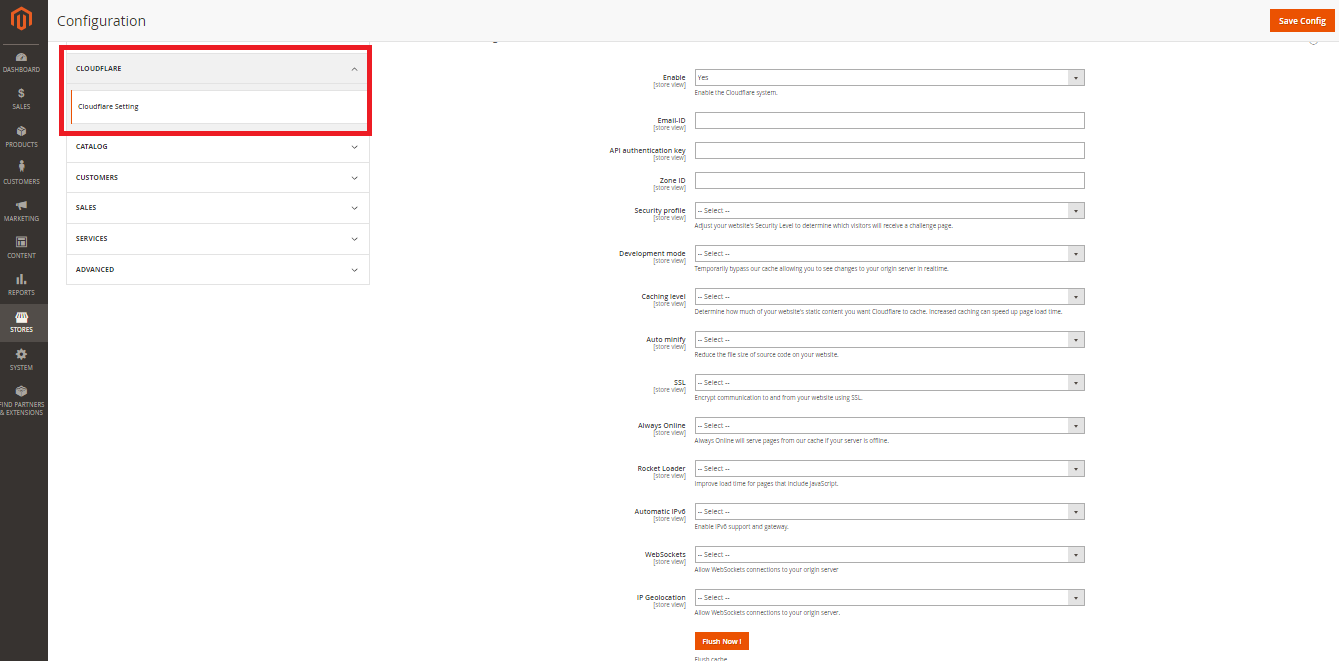 Configuration
Save Config
DASHBOARD
SALES
PRODUCTS
CUSTOMERS
MARKETING
CONTENT
REPORTS
STORES
SYSTEM
FIND PARTNERS
& EXTENSIONS
CLOUDFLARE
Cloudflare Setting
CATALOG
CUSTOMERS
SALES
SERVICES
ADVANCED
Enable Yes
[store view]
Enable the Cloudflare system.
Email-ID
[store view]
API authentication key
[store view]
Zone ID
[store view]
Security profile -- Select --
[store view]
Adjust your website's Security Level to determine which visitors will receive a challenge page.
Development mode -- Select --
[store view]
Temporarily bypass our cache allowing you to see changes to your origin server in realtime.
Caching level -- Select --
[store view]
Determine how much of your website's static content you want Cloudflare to cache. Increased caching can speed up page load time.
Auto minify -- Select --
[store view]
Reduce the file size of source code on your website.
SSL -- Select --
[store view]
Encrypt communication to and from your website using SSL.
Always Online -- Select --
[store view]
Always Online will serve pages from our cache if your server is offline.
Rocket Loader -- Select --
[store view]
Improve load time for pages that include JavaScript.
Automatic IPv6 -- Select --
[store view]
Enable IPv6 support and gateway.
WebSockets -- Select --
[store view]
Allow WebSockets connections to your origin server
IP Geolocation -- Select --
[store view]
Allow WebSockets connections to your origin server.
Flush Now !
Flush cache